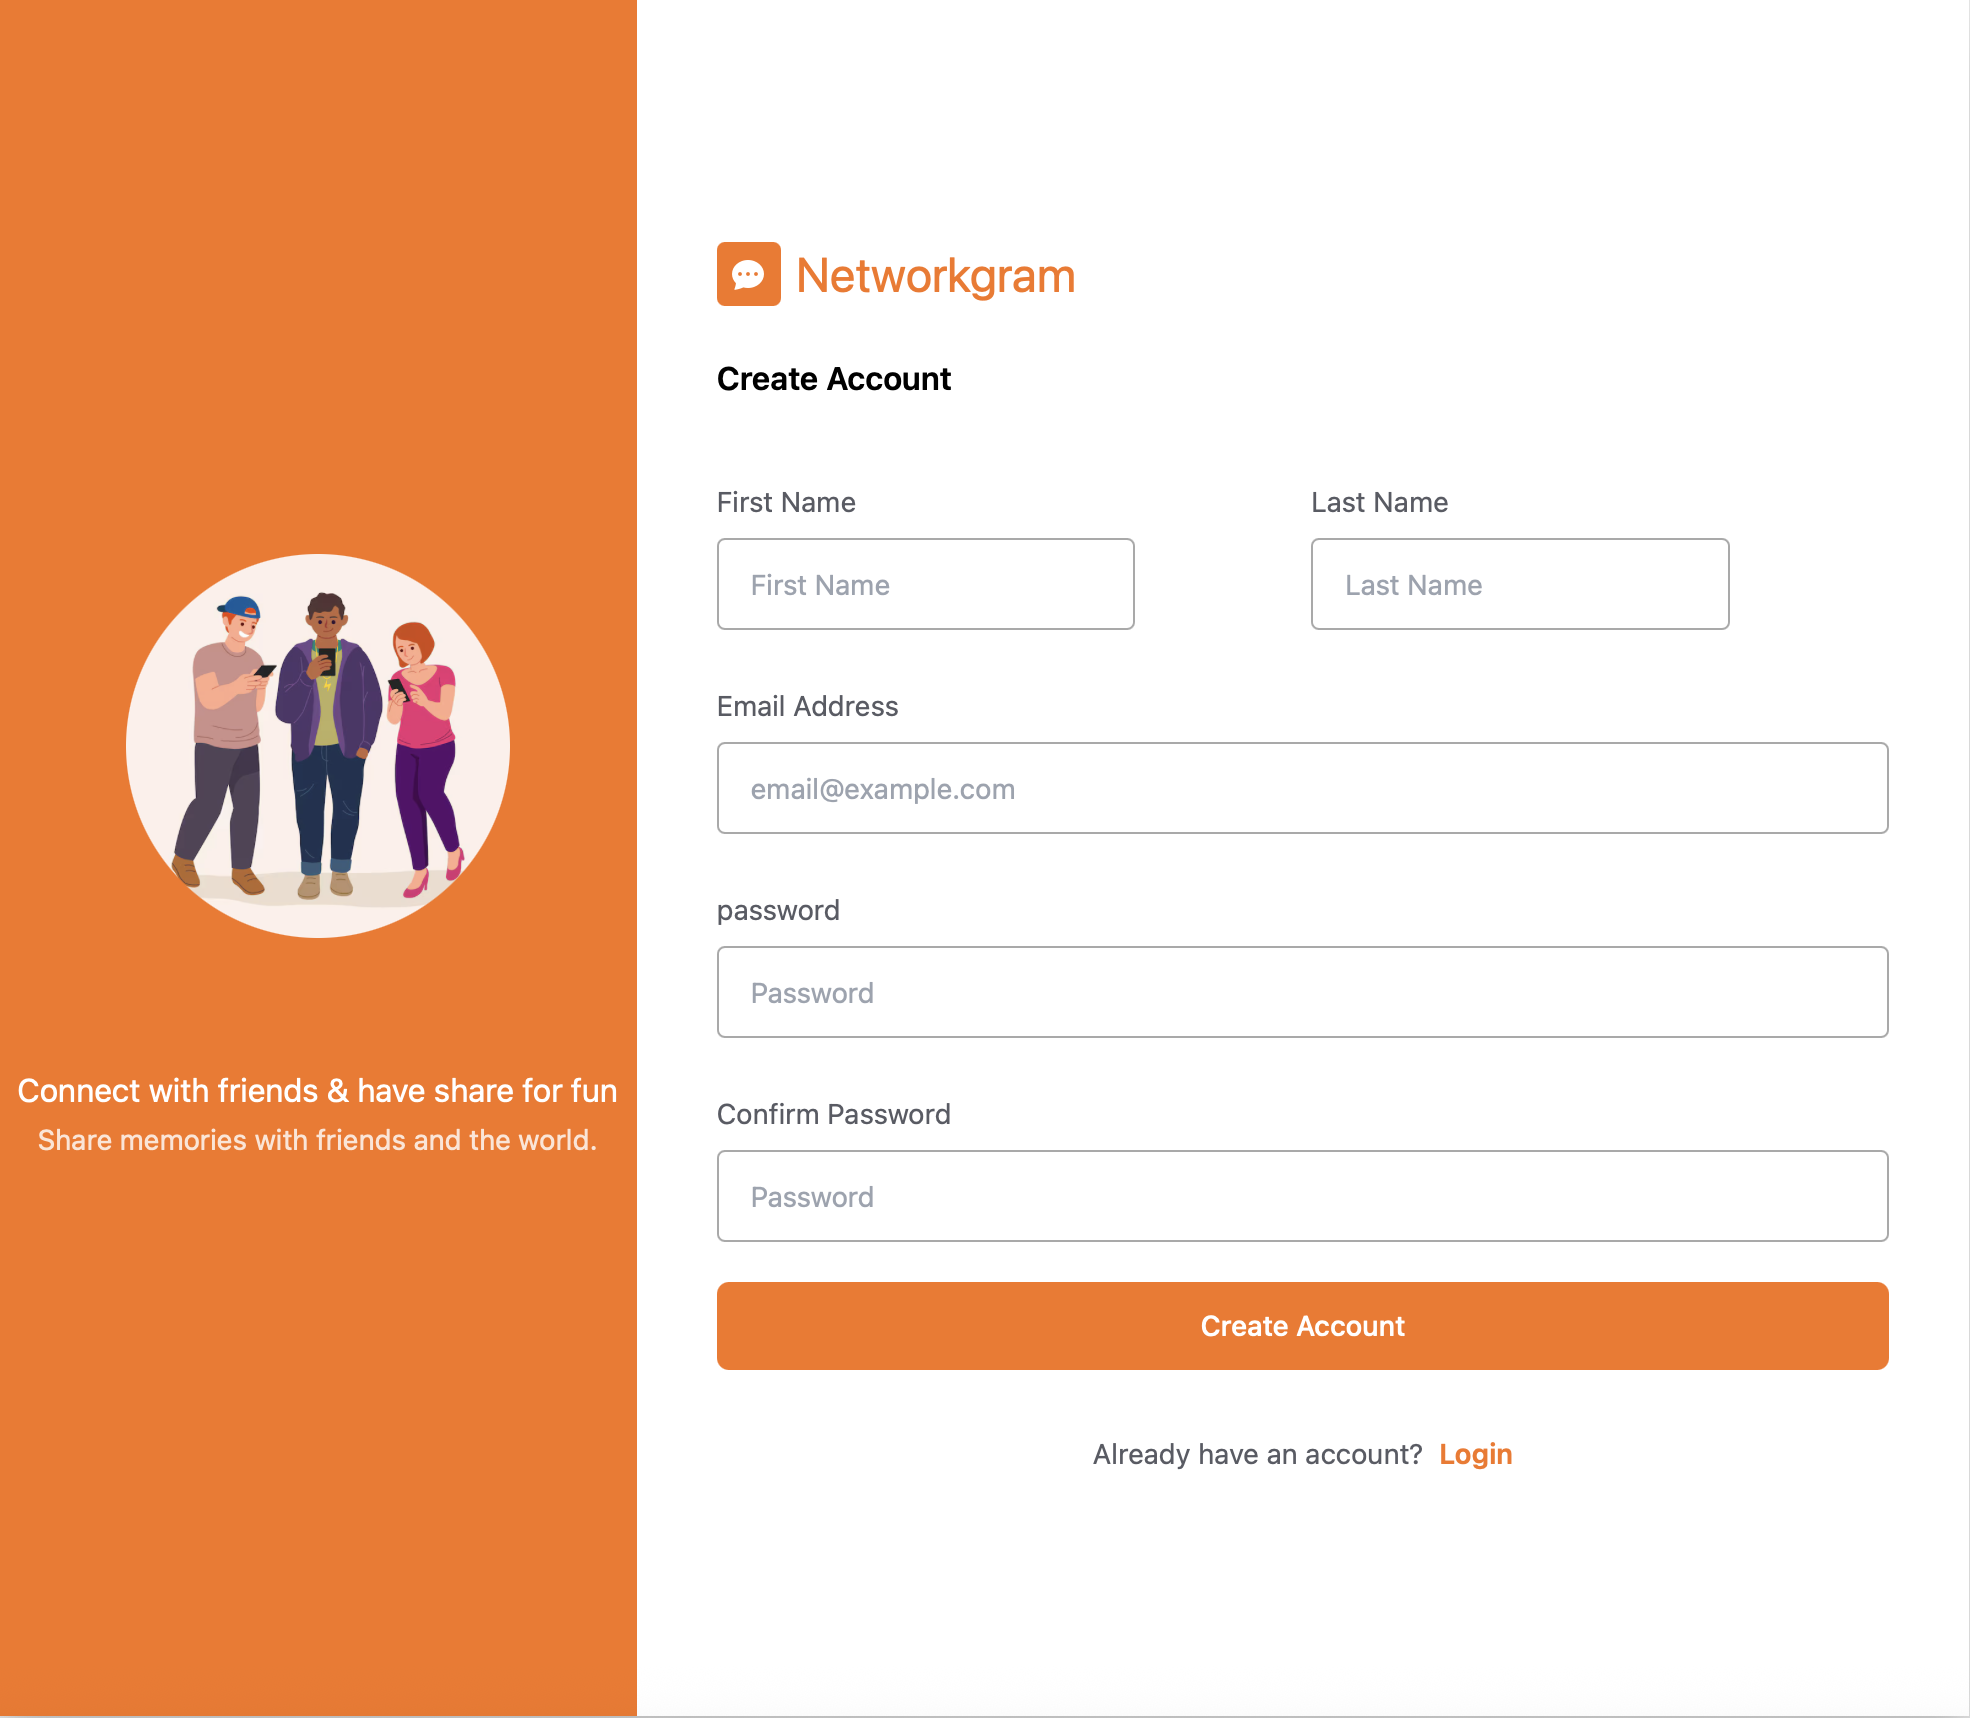 Connect with friends & have share for fun
Share memories with friends and the world.
Networkgram
Create Account
First Name
Last Name
First Name
Last Name
Email Address
email@example.com
password
Password
Confirm Password
Password
Create Account
Already have an account? Login